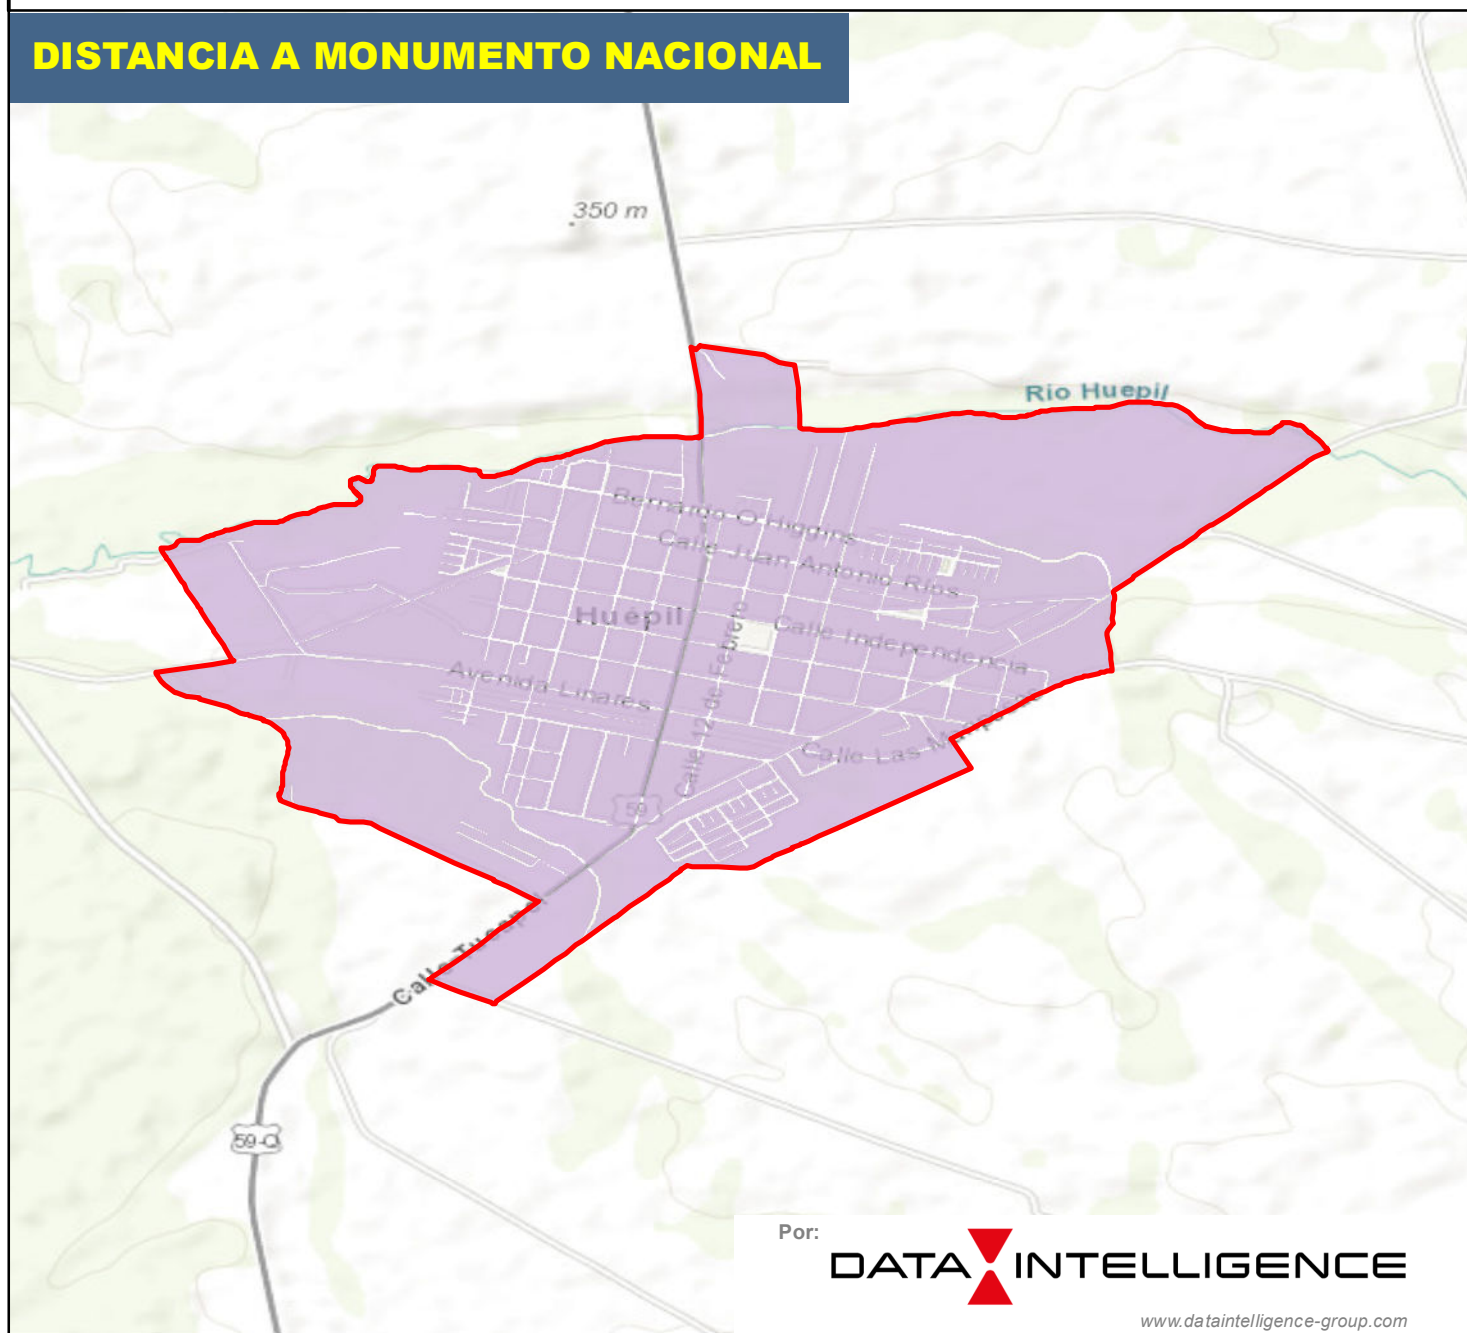 DISTANCIA A MONUMENTO NACIONAL
350 m
Río Huepil
Bernardo O Higgins
Calle Juan Antonio Ríos
Huépil
Calle Independencia
Avenida Linares
Calle 12 de Febrero
Calle Las
59
Calle Tucapel
59-Q
Por:
DATA INTELLIGENCE
www.dataintelligence-group.com